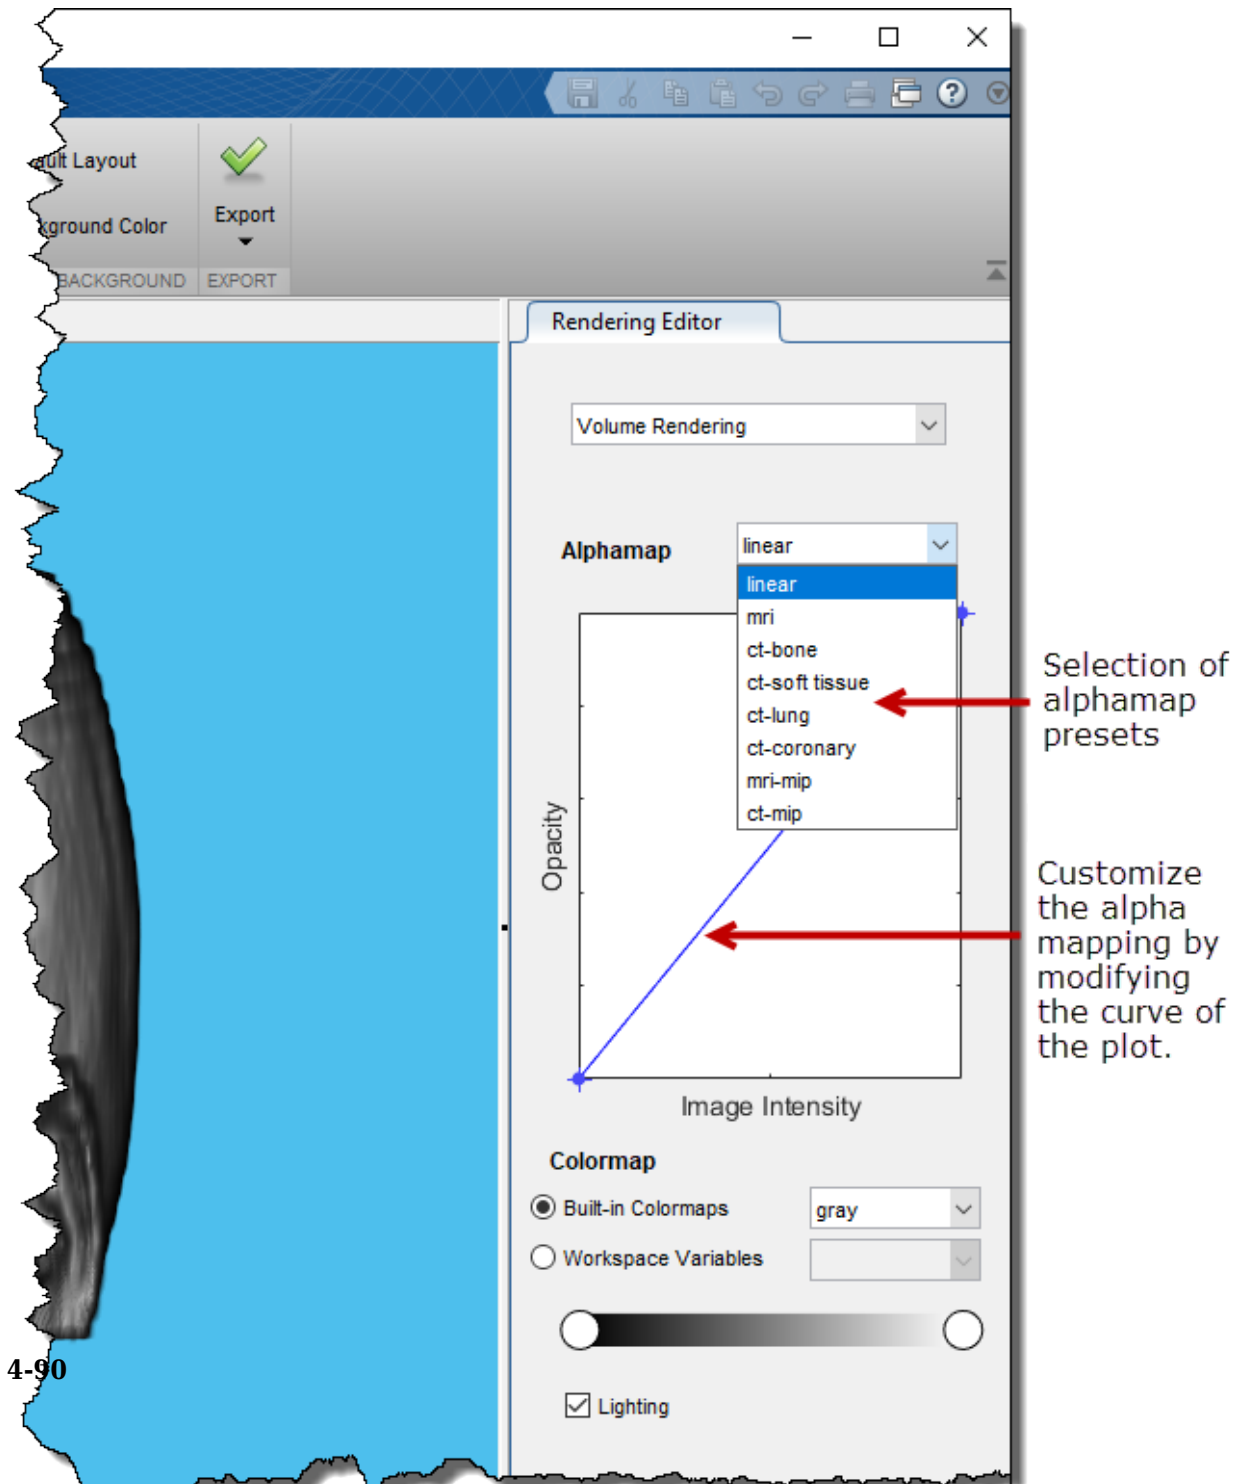 ault Layout
Export
kground Color
BACKGROUND
EXPORT
Rendering Editor
Volume Rendering
Alphamap
linear
linear
mri
ct-bone
ct-soft tissue
ct-lung
ct-coronary
mri-mip
ct-mip
Selection of
alphamap
presets
Opacity
Customize
the alpha
mapping by
modifying
the curve of
the plot.
Image Intensity
Colormap
Built-in Colormaps
gray
Workspace Variables
4-90
Lighting